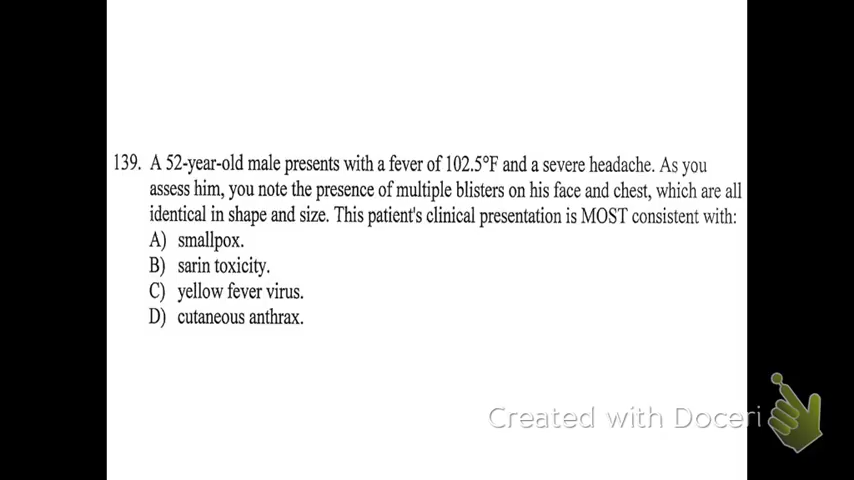 139. A 52-year-old male presents with a fever of 102.5°F and a severe headache. As you
assess him, you note the presence of multiple blisters on his face and chest, which are all
identical in shape and size. This patient's clinical presentation is MOST consistent with:
A) smallpox.
B) sarin toxicity.
C) yellow fever virus.
D) cutaneous anthrax.
Created with Doceri